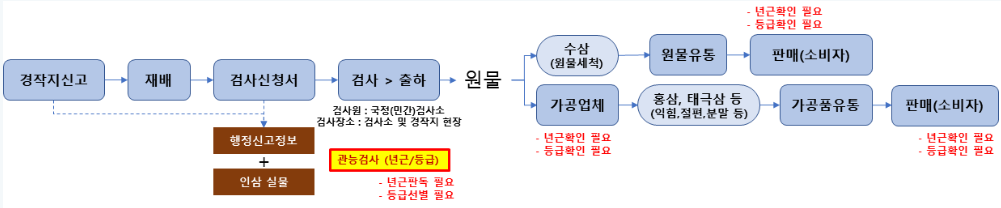 경작지신고
재배
검사신청서
검사 > 출하
원물
검사원 : 국정(민간)검사소
검사장소 : 검사소 및 경작지 현장
행정신고정보
+
인삼 실물
관능검사 (년근/등급)
- 년근판독 필요
- 등급선별 필요
수삼
(원물세척)
원물유통
- 년근확인 필요
- 등급확인 필요
판매(소비자)
가공업체
- 년근확인 필요
- 등급확인 필요
홍삼, 태극삼 등
(익힘.절편,분말 등)
가공품유통
판매(소비자)
- 년근확인 필요
- 등급확인 필요